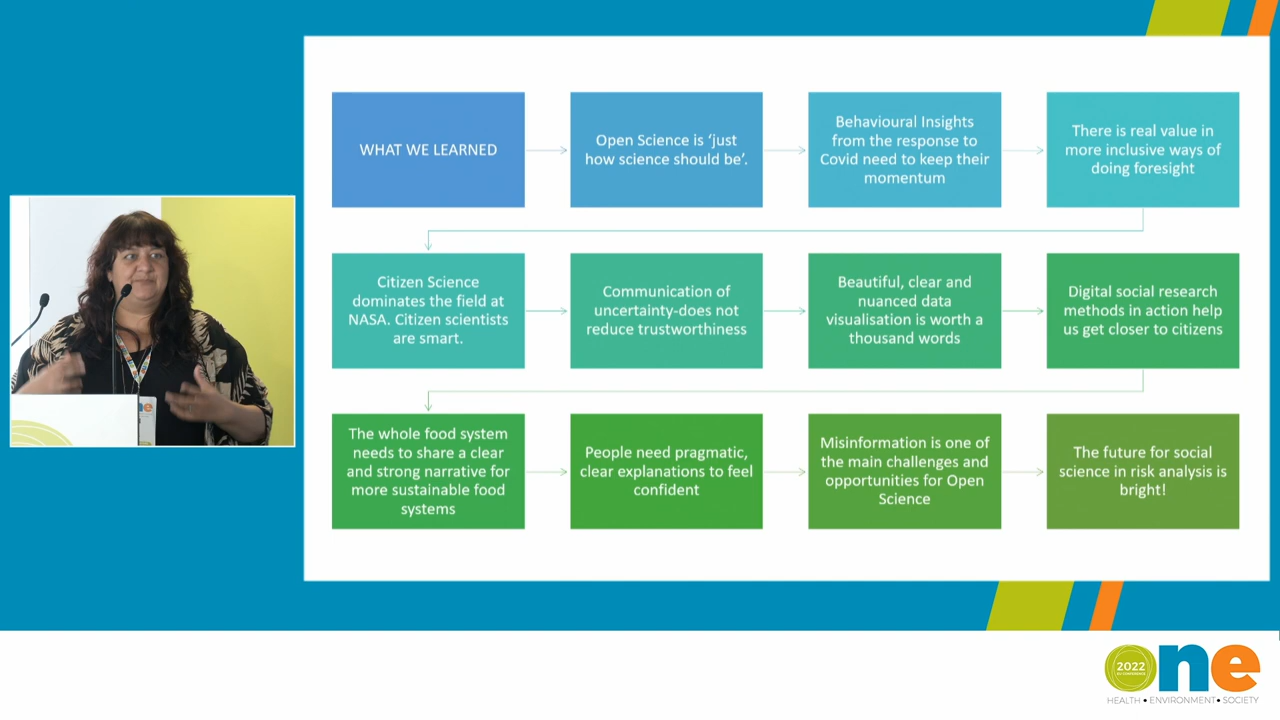 WHAT WE LEARNED
Open Science is ‘just
how science should be’.
Behavioural Insights
from the response to
Covid need to keep their
momentum
There is real value in
more inclusive ways of
doing foresight
Citizen Science
dominates the field at
NASA. Citizen scientists
are smart.
Communication of
uncertainty-does not
reduce trustworthiness
Beautiful, clear and
nuanced data
visualisation is worth a
thousand words
Digital social research
methods in action help
us get closer to citizens
The whole food system
needs to share a clear
and strong narrative for
more sustainable food
systems
People need pragmatic,
clear explanations to feel
confident
Misinformation is one of
the main challenges and
opportunities for Open
Science
The future for social
science in risk analysis is
bright!
ne
2022
one
HEALTH • ENVIRONMENT • SOCIETY